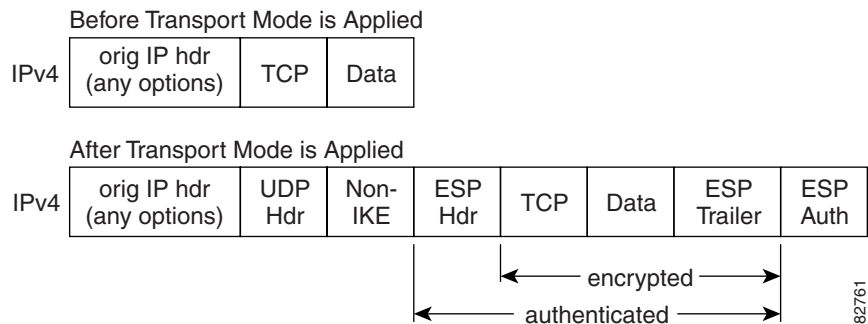 Before Transport Mode is Applied
IPv4
orig IP hdr
(any options)
TCP
Data
After Transport Mode is Applied
IPv4
orig IP hdr
(any options)
UDP
Hdr
Non-
IKE
ESP
Hdr
TCP
Data
ESP
Trailer
ESP
Auth
encrypted
authenticated
82761